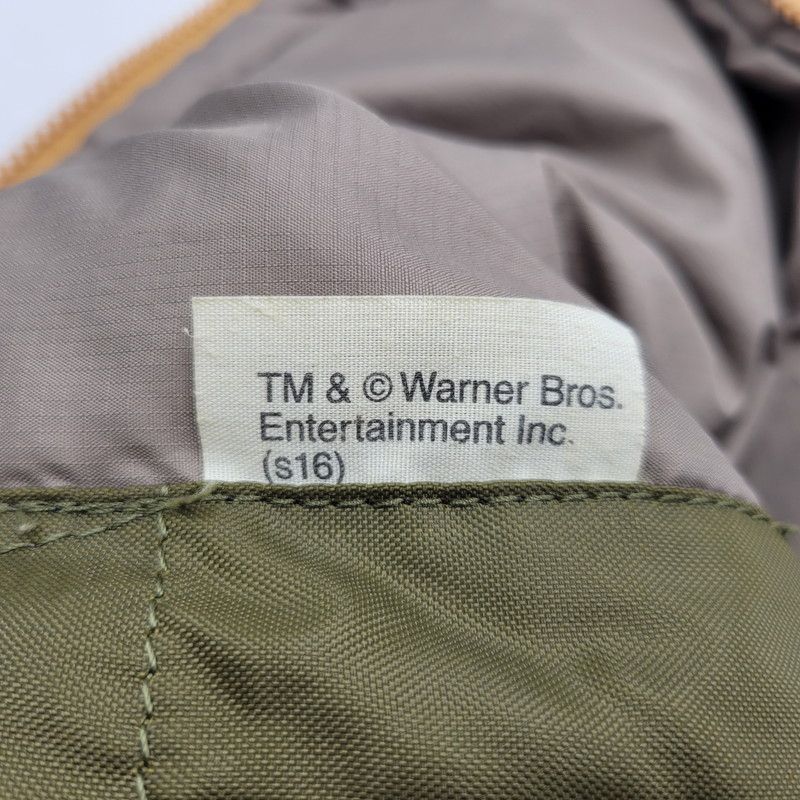 TM & © Warner Bros.
Entertainment Inc.
(s16)